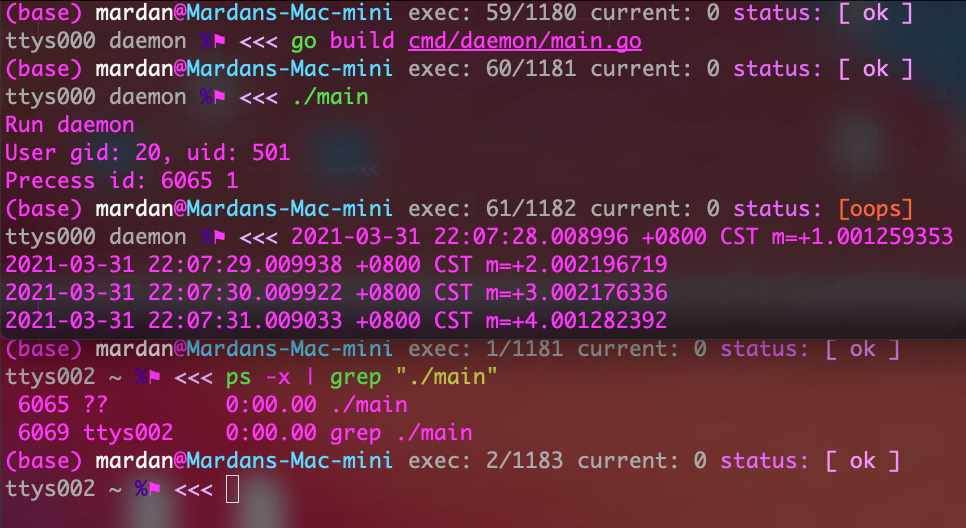 (base) mardan@Mardans-Mac-mini exec: 59/1180 current: 0 status: [ ok ]
ttys000 daemon %⚑ <<< go build cmd/daemon/main.go
(base) mardan@Mardans-Mac-mini exec: 60/1181 current: 0 status: [ ok ]
ttys000 daemon %⚑ <<< ./main
Run daemon
User gid: 20, uid: 501
Precess id: 6065 1
(base) mardan@Mardans-Mac-mini exec: 61/1182 current: 0 status: [oops]
ttys000 daemon %⚑ <<< 2021-03-31 22:07:28.008996 +0800 CST m=+1.001259353
2021-03-31 22:07:29.009938 +0800 CST m=+2.002196719
2021-03-31 22:07:30.009922 +0800 CST m=+3.002176336
2021-03-31 22:07:31.009033 +0800 CST m=+4.001282392
(base) mardan@Mardans-Mac-mini exec: 1/1181 current: 0 status: [ ok ]
ttys002 ~ %⚑ <<< ps -x | grep "./main"
 6065 ??         0:00.00 ./main
 6069 ttys002    0:00.00 grep ./main
(base) mardan@Mardans-Mac-mini exec: 2/1183 current: 0 status: [ ok ]
ttys002 ~ %⚑ <<<